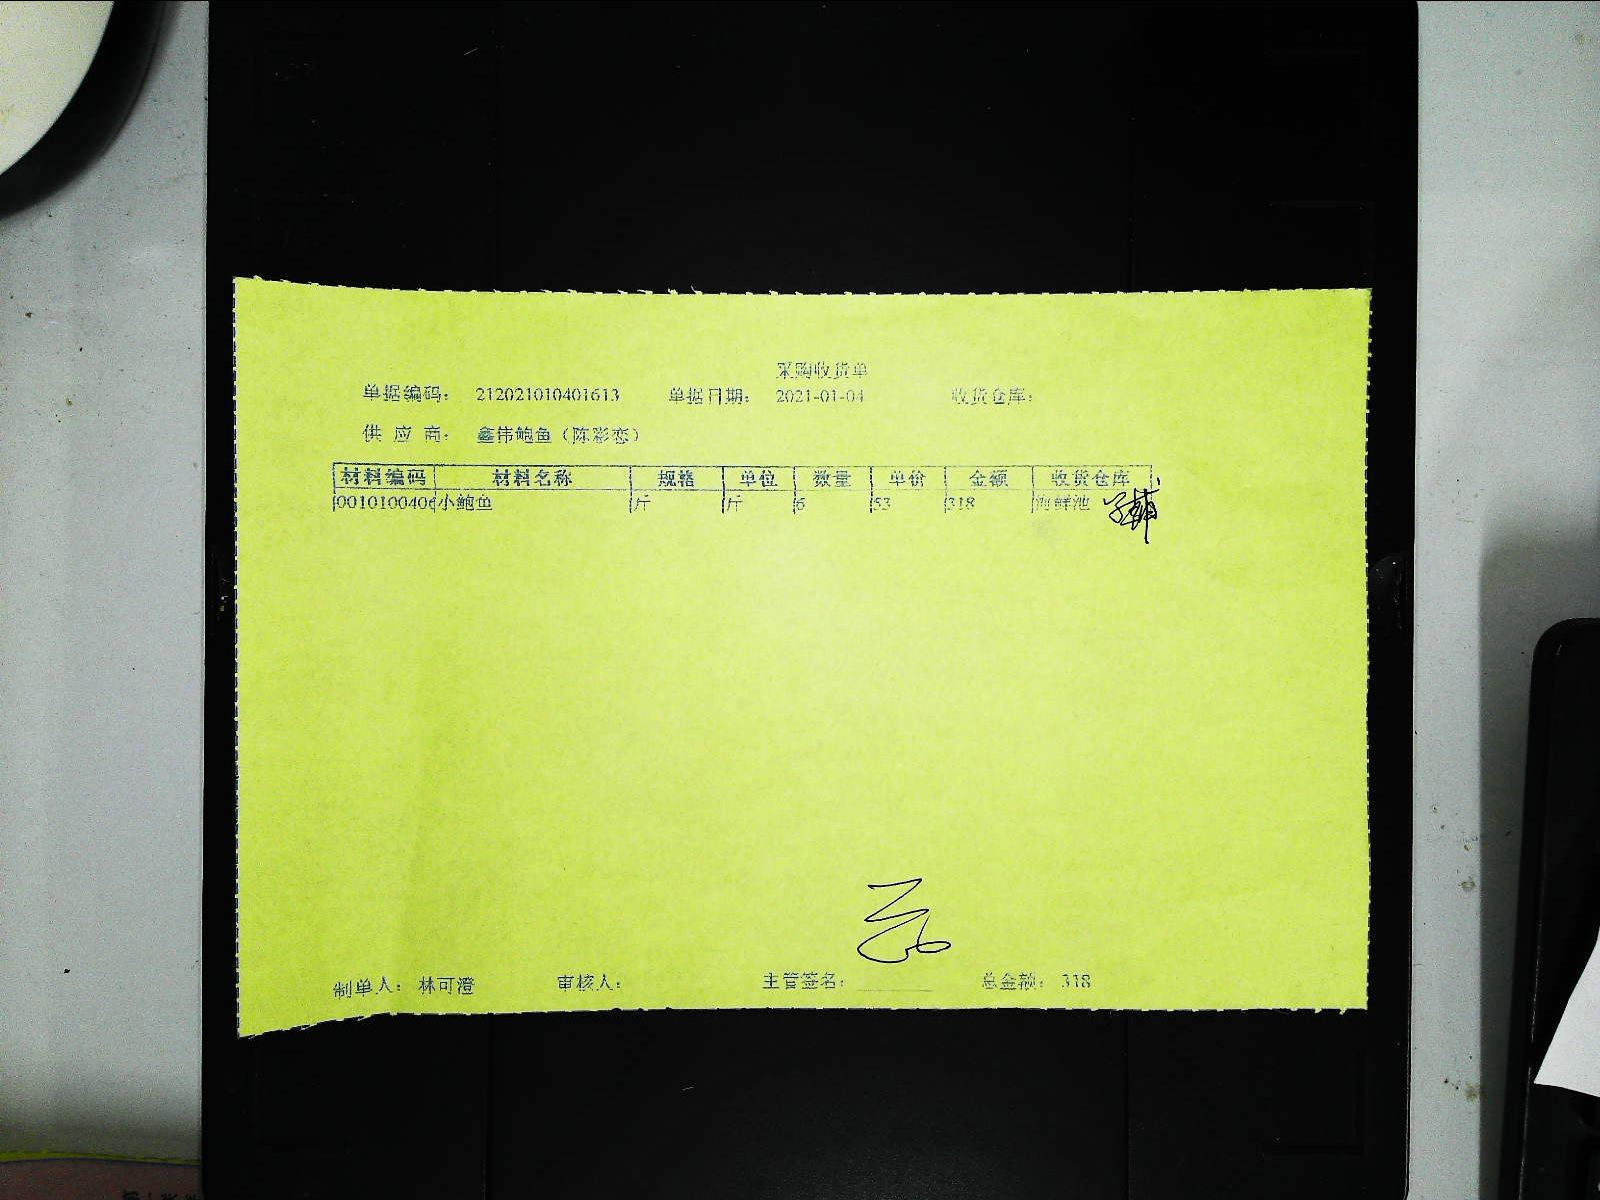 采购收货单
单据编码： 212021010401613 单据日期： 2021-01-04 收货仓库：
供 应 商： 鑫伟鲍鱼（陈彩恋）
材料编码 材料名称 规格 单位 数量 单价 金额 收货仓库
001010040 小鲍鱼 斤 斤 6 53 318 海鲜池
制单人： 林可澄 审核人： 主管签名： 总金额： 318